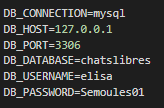 DB_CONNECTION=mysql
DB_HOST=127.0.0.1
DB_PORT=3306
DB_DATABASE=chatslibres
DB_USERNAME=elisa
DB_PASSWORD=Semoules01